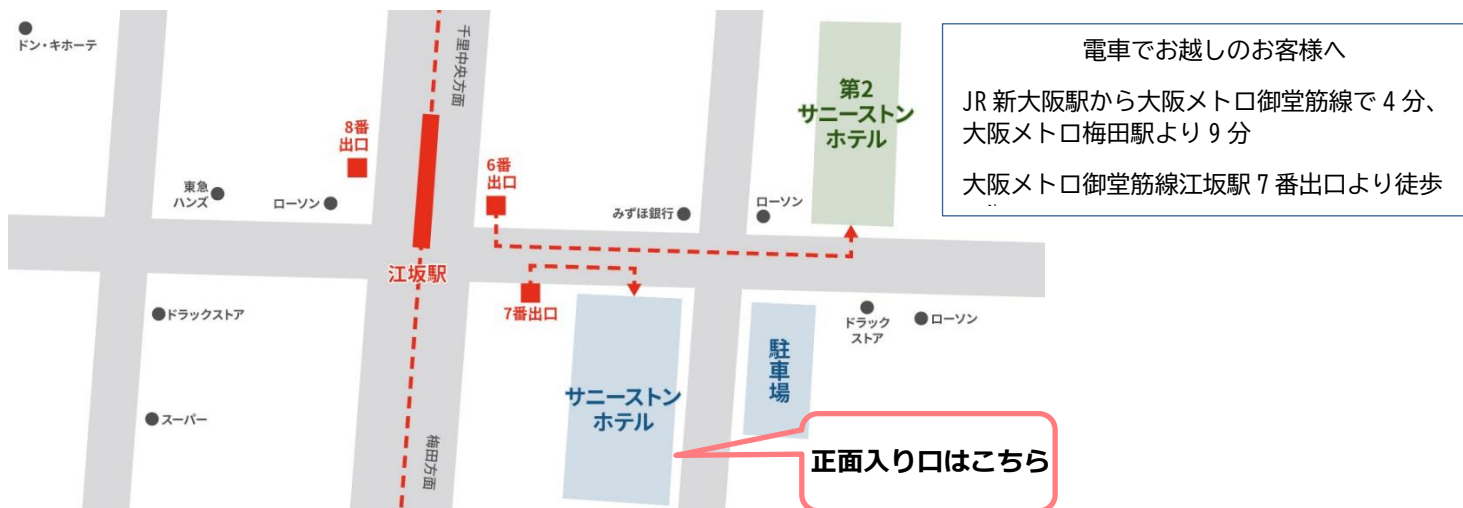 ドン・キホーテ
千里中央方面
8番
出口
東急
ハンズ
ローソン
6番
出口
みずほ銀行
ローソン
第2
サニーストン
ホテル
江坂駅
7番出口
ドラックストア
スーパー
梅田方面
サニーストン
ホテル
駐車場
ドラック
ストア
ローソン
正面入り口はこちら
電車でお越しのお客様へ
JR 新大阪駅から大阪メトロ御堂筋線で 4 分、
大阪メトロ梅田駅より 9 分
大阪メトロ御堂筋線江坂駅 7 番出口より徒歩